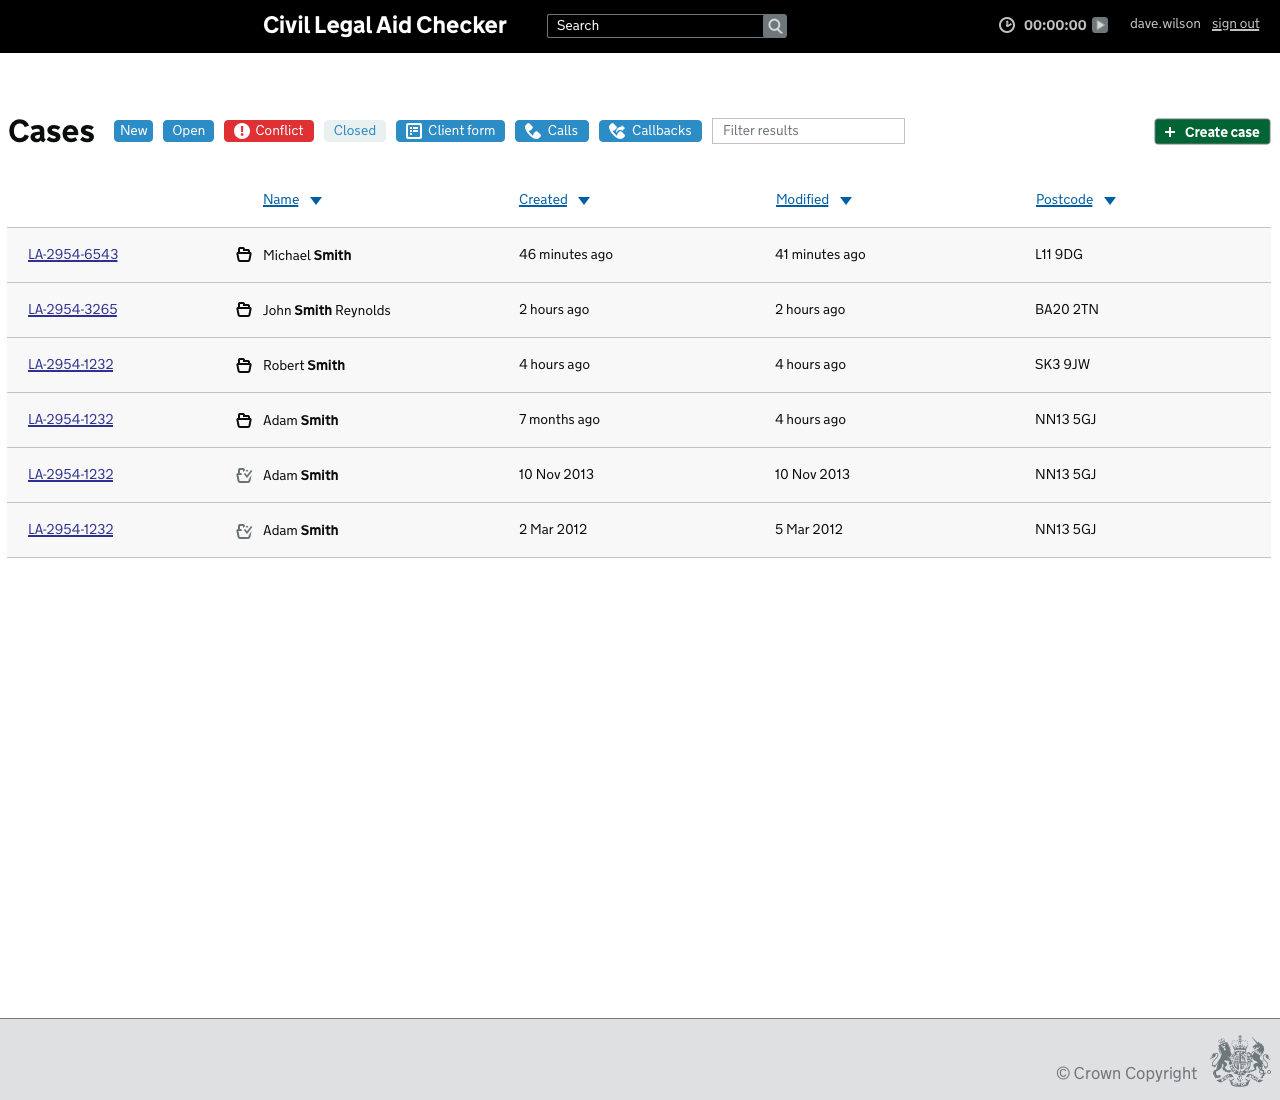 Civil Legal Aid Checker Search 00:00:00 dave.wilson sign out
Cases New Open Conflict Closed Client form Calls Callbacks Filter results + Create case
Name Created Modified Postcode
LA-2954-6543 Michael Smith 46 minutes ago 41 minutes ago L11 9DG
LA-2954-3265 John Smith Reynolds 2 hours ago 2 hours ago BA20 2TN
LA-2954-1232 Robert Smith 4 hours ago 4 hours ago SK3 9JW
LA-2954-1232 Adam Smith 7 months ago 4 hours ago NN13 5GJ
LA-2954-1232 Adam Smith 10 Nov 2013 10 Nov 2013 NN13 5GJ
LA-2954-1232 Adam Smith 2 Mar 2012 5 Mar 2012 NN13 5GJ
© Crown Copyright